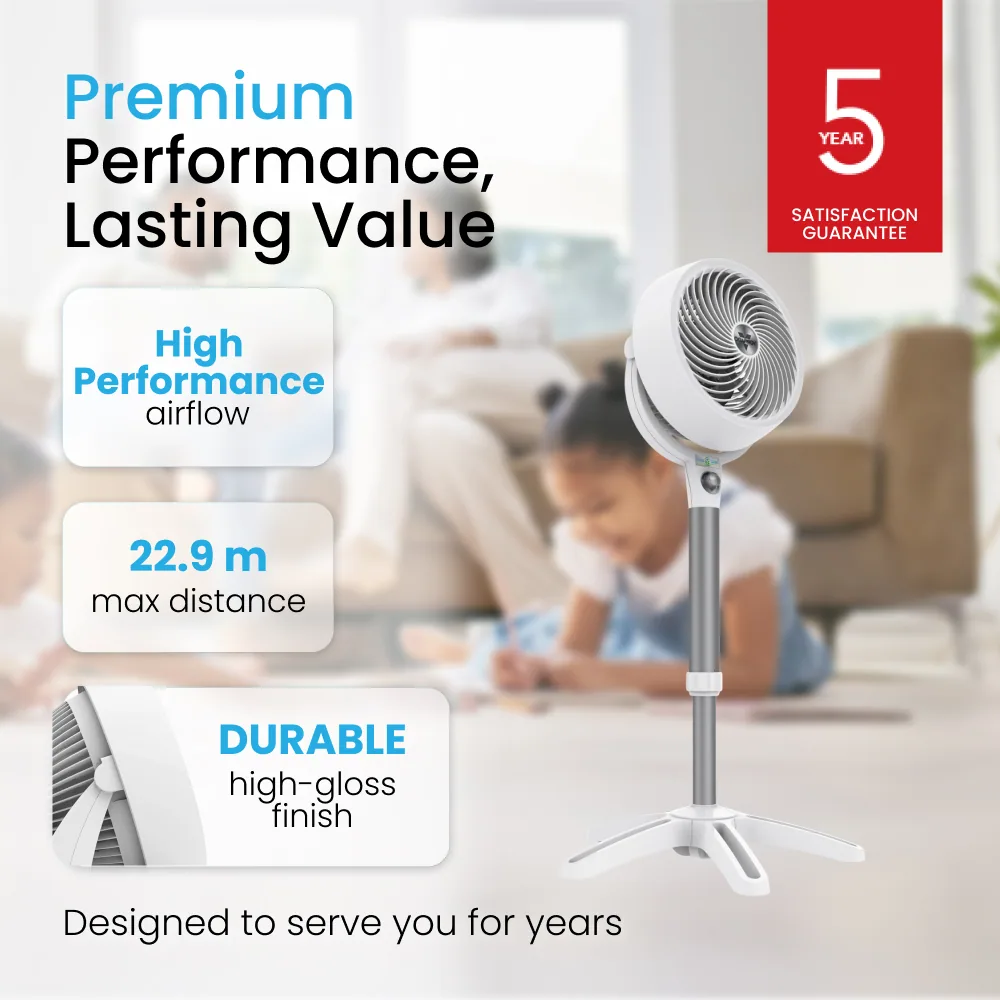 Premium
Performance,
Lasting Value
5
YEAR
SATISFACTION
GUARANTEE
High
Performance
airflow
22.9 m
max distance
DURABLE
high-gloss
finish
Designed to serve you for years